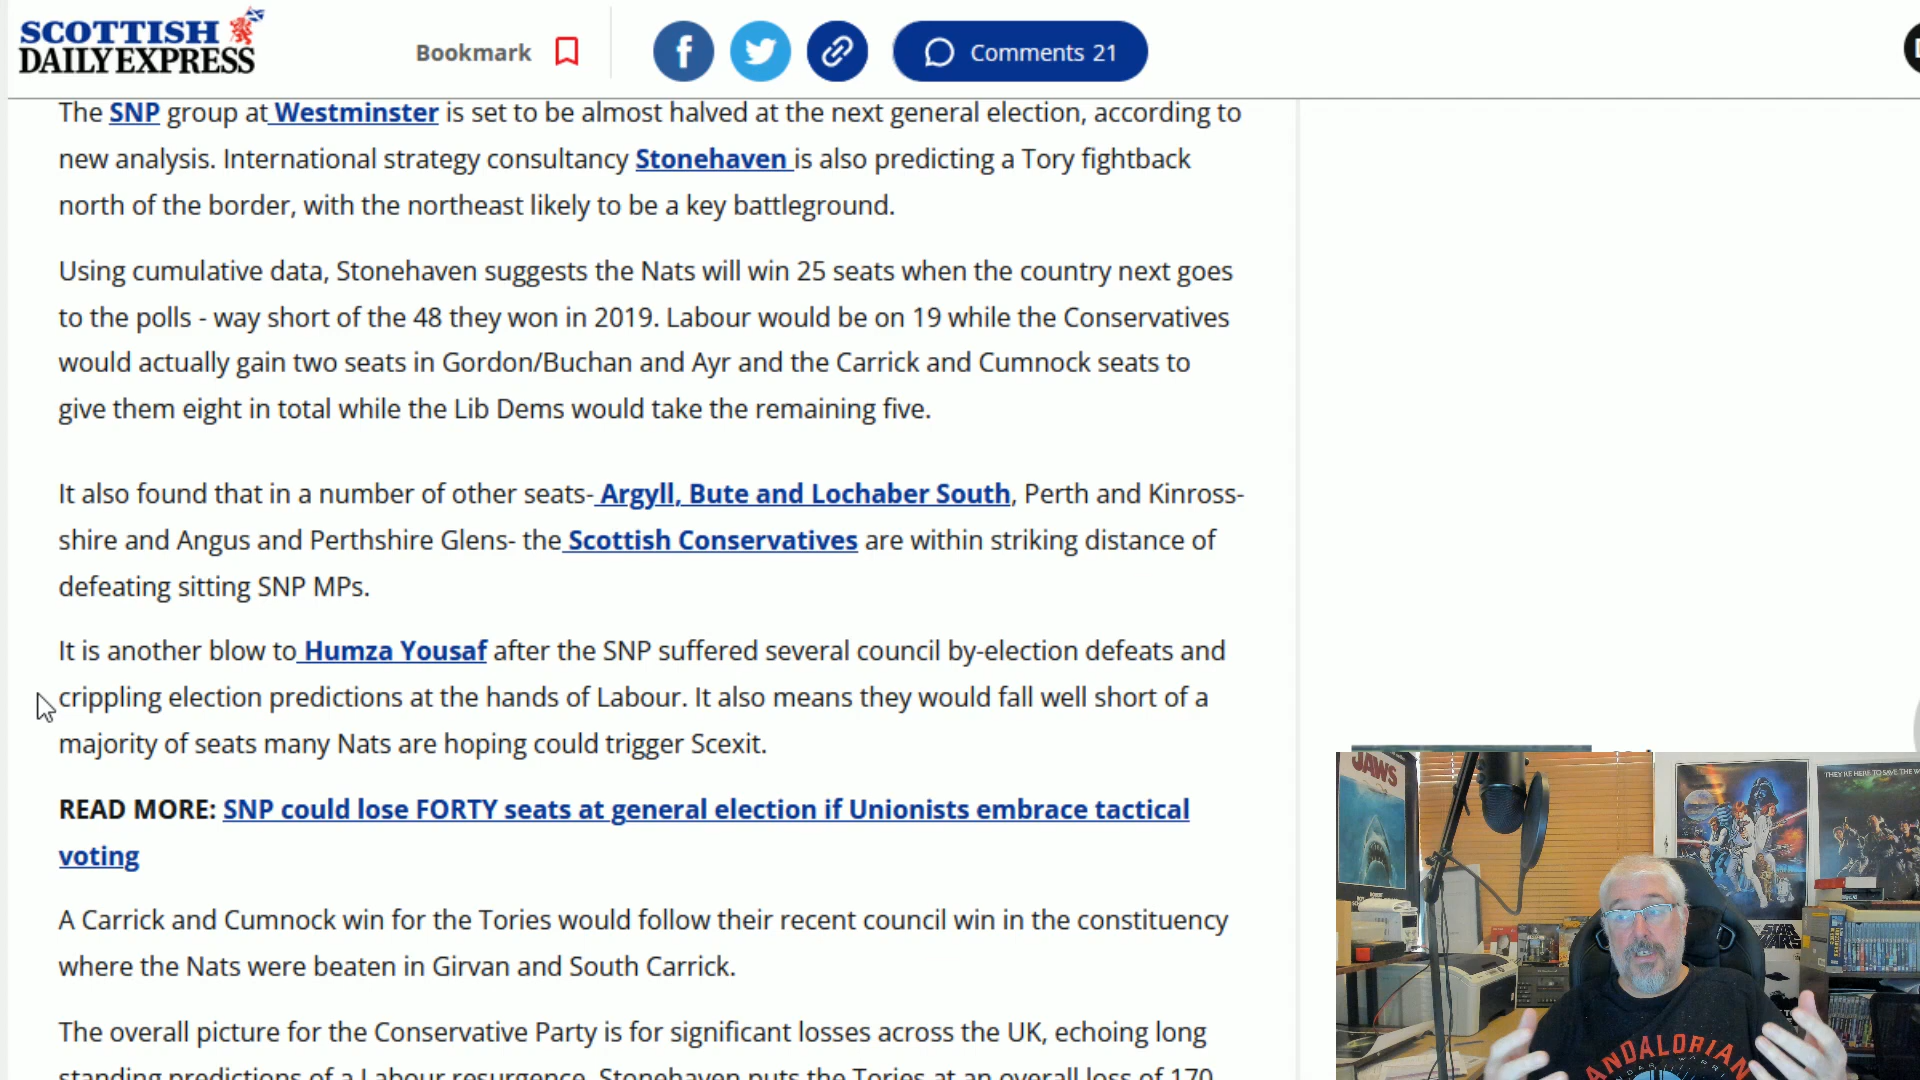 SCOTTISH
DAILY EXPRESS
Bookmark
Comments 21
The SNP group at Westminster is set to be almost halved at the next general election, according to
new analysis. International strategy consultancy Stonehaven is also predicting a Tory fightback
north of the border, with the northeast likely to be a key battleground.
Using cumulative data, Stonehaven suggests the Nats will win 25 seats when the country next goes
to the polls - way short of the 48 they won in 2019. Labour would be on 19 while the Conservatives
would actually gain two seats in Gordon/Buchan and Ayr and the Carrick and Cumnock seats to
give them eight in total while the Lib Dems would take the remaining five.
It also found that in a number of other seats- Argyll, Bute and Lochaber South, Perth and Kinross-
shire and Angus and Perthshire Glens- the Scottish Conservatives are within striking distance of
defeating sitting SNP MPs.
It is another blow to Humza Yousaf after the SNP suffered several council by-election defeats and
crippling election predictions at the hands of Labour. It also means they would fall well short of a
majority of seats many Nats are hoping could trigger Scexit.
READ MORE: SNP could lose FORTY seats at general election if Unionists embrace tactical
voting
A Carrick and Cumnock win for the Tories would follow their recent council win in the constituency
where the Nats were beaten in Girvan and South Carrick.
The overall picture for the Conservative Party is for significant losses across the UK, echoing long
standing predictions of a Labour resurgence. Stonehaven puts the Tories at an overall loss of 170
JAWS
THEY'RE HERE TO SAVE THE W
STAR
WARS
ANDALORIAN